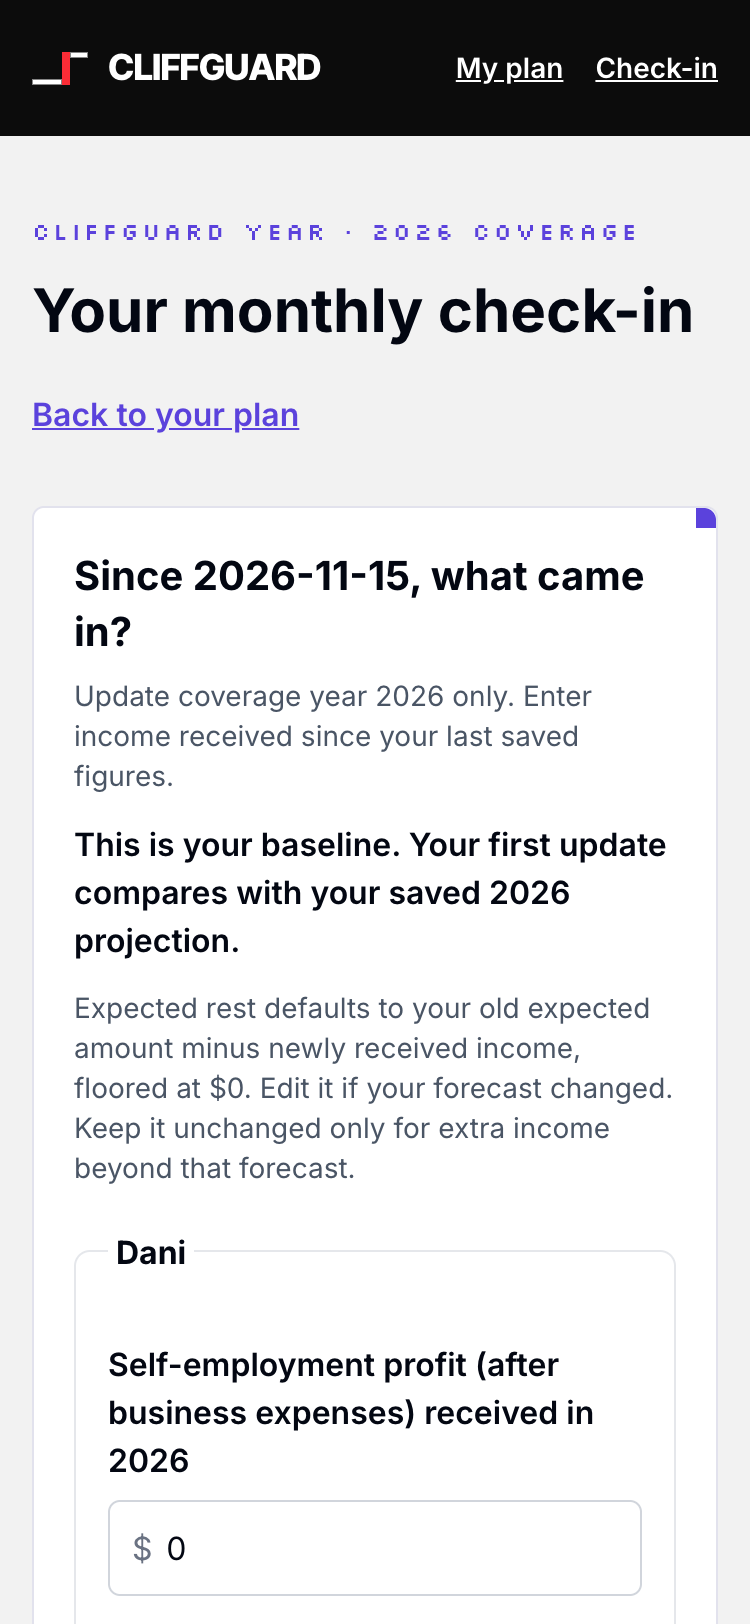 CLIFFGUARD
My plan Check-in
CLIFFGUARD YEAR · 2026 COVERAGE
Your monthly check-in
Back to your plan
Since 2026-11-15, what came
in?
Update coverage year 2026 only. Enter
income received since your last saved
figures.
This is your baseline. Your first update
compares with your saved 2026
projection.
Expected rest defaults to your old expected
amount minus newly received income,
floored at $0. Edit it if your forecast changed.
Keep it unchanged only for extra income
beyond that forecast.
Dani
Self-employment profit (after
business expenses) received in
2026
$ 0